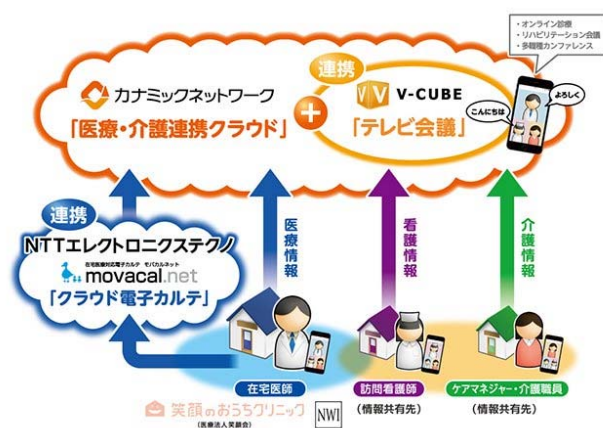 ・オンライン診療
・リハビリテーション会議
・多職種カンファレンス
連携
カナミックネットワーク
「医療・介護連携クラウド」
+
V-CUBE
「テレビ会議」
よろしく
こんにちは
連携
NTTエレクトロニクステクノ
在宅医療対応電子カルテ モバカルネット
movacal.net
「クラウド電子カルテ」
医療情報
看護情報
介護情報
在宅医師
訪問看護師
(情報共有先)
ケアマネジャー・介護職員
(情報共有先)
笑顔のおうちクリニック
(医療法人笑顔会)
NWI